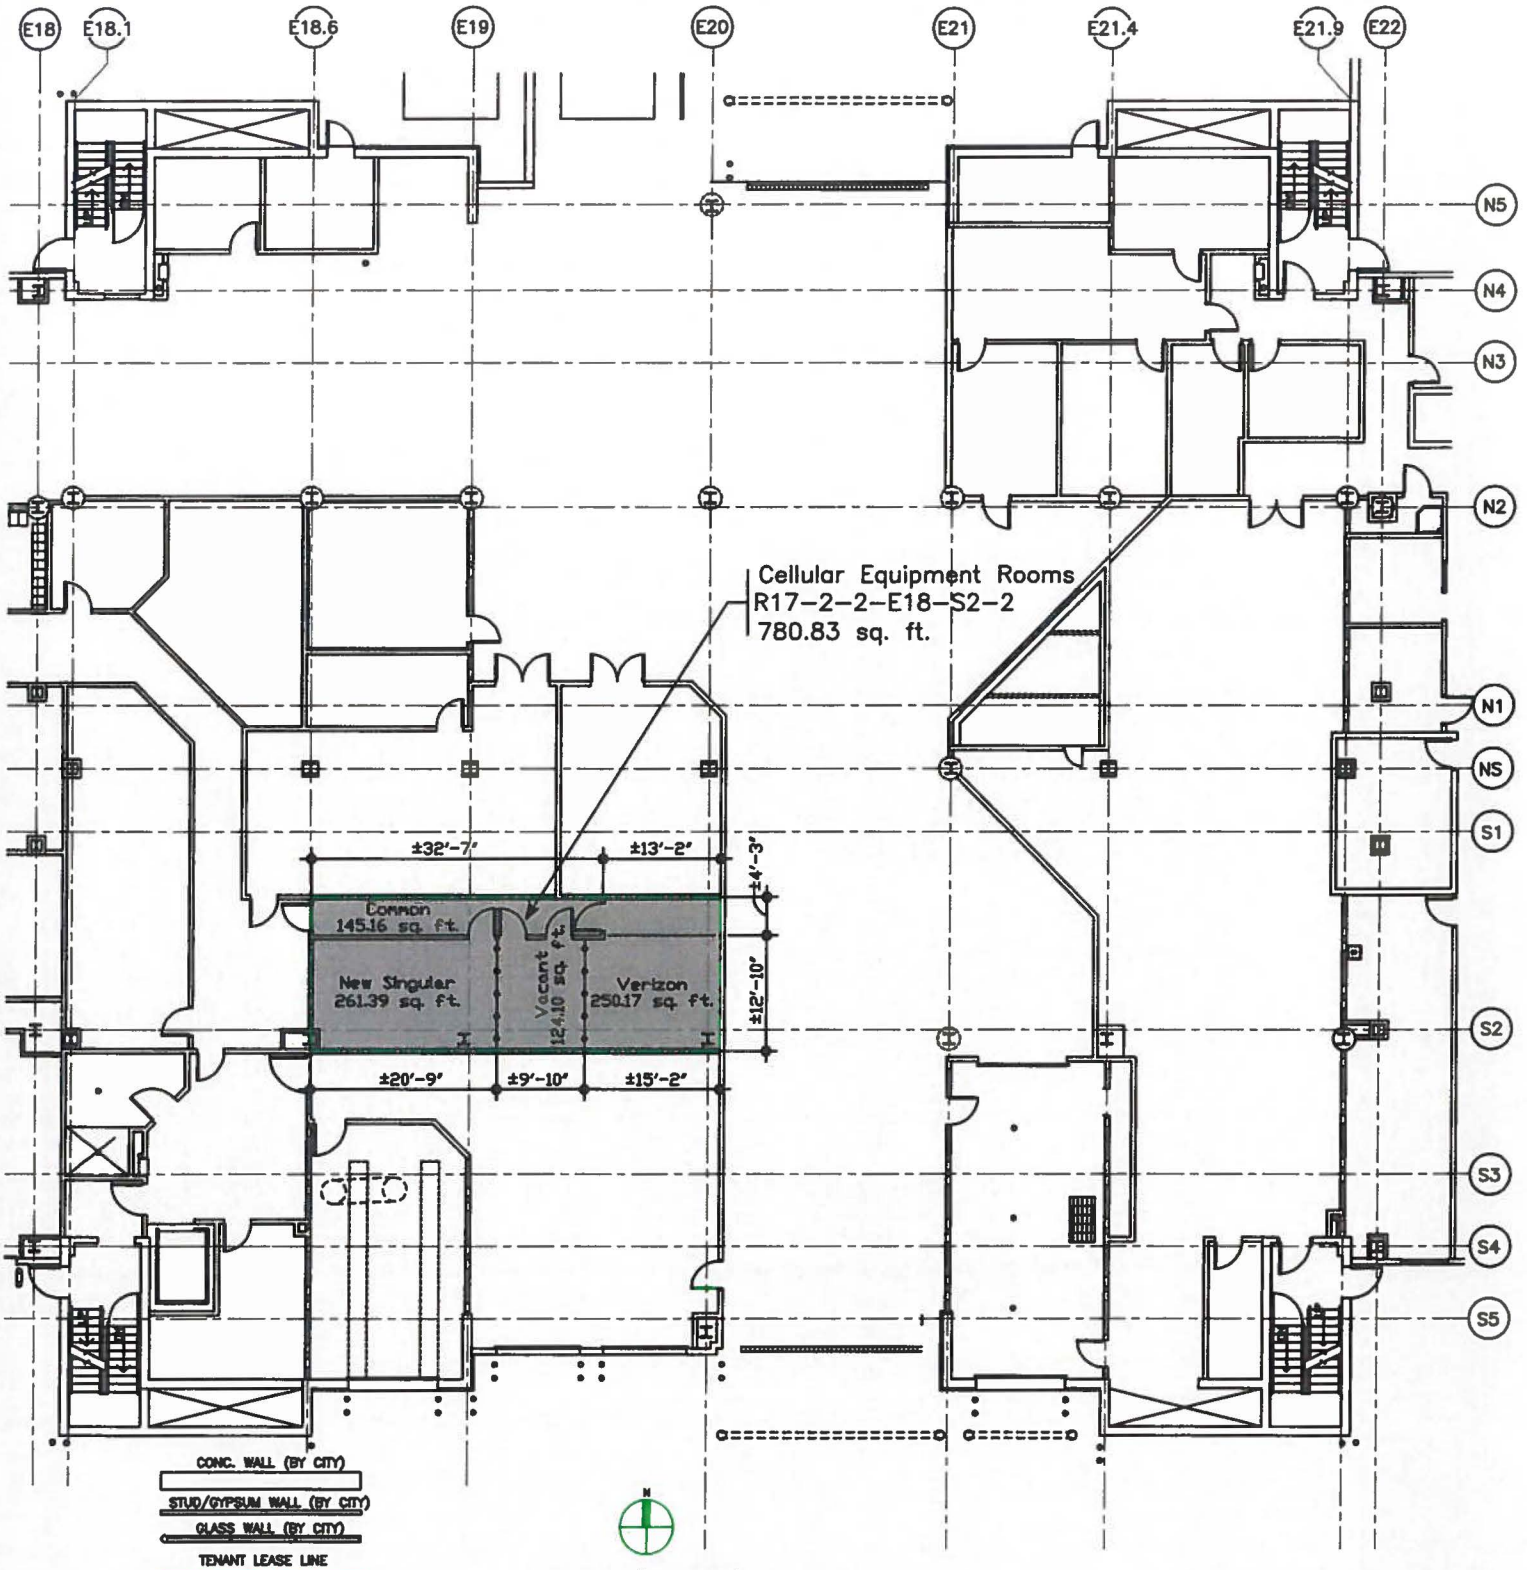 E18
E18.1
E18.6
E19
E20
E21
E21.4
E21.9
E22
N5
N4
N3
N2
Cellular Equipment Rooms
R17-2-2-E18-S2-2
780.83 sq. ft.
N1
NS
S1
±32'-7"
±13'-2"
±4'-3"
Common
145.16 sq. ft.
New Singular
261.39 sq. ft.
Vacant
124.10 sq. ft.
Verizon
250.17 sq. ft.
±12'-10"
S2
±20'-9"
±9'-10"
±15'-2"
S3
S4
S5
CONC. WALL (BY CITY)
STUD/GYPSUM WALL (BY CITY)
GLASS WALL (BY CITY)
TENANT LEASE LINE
N